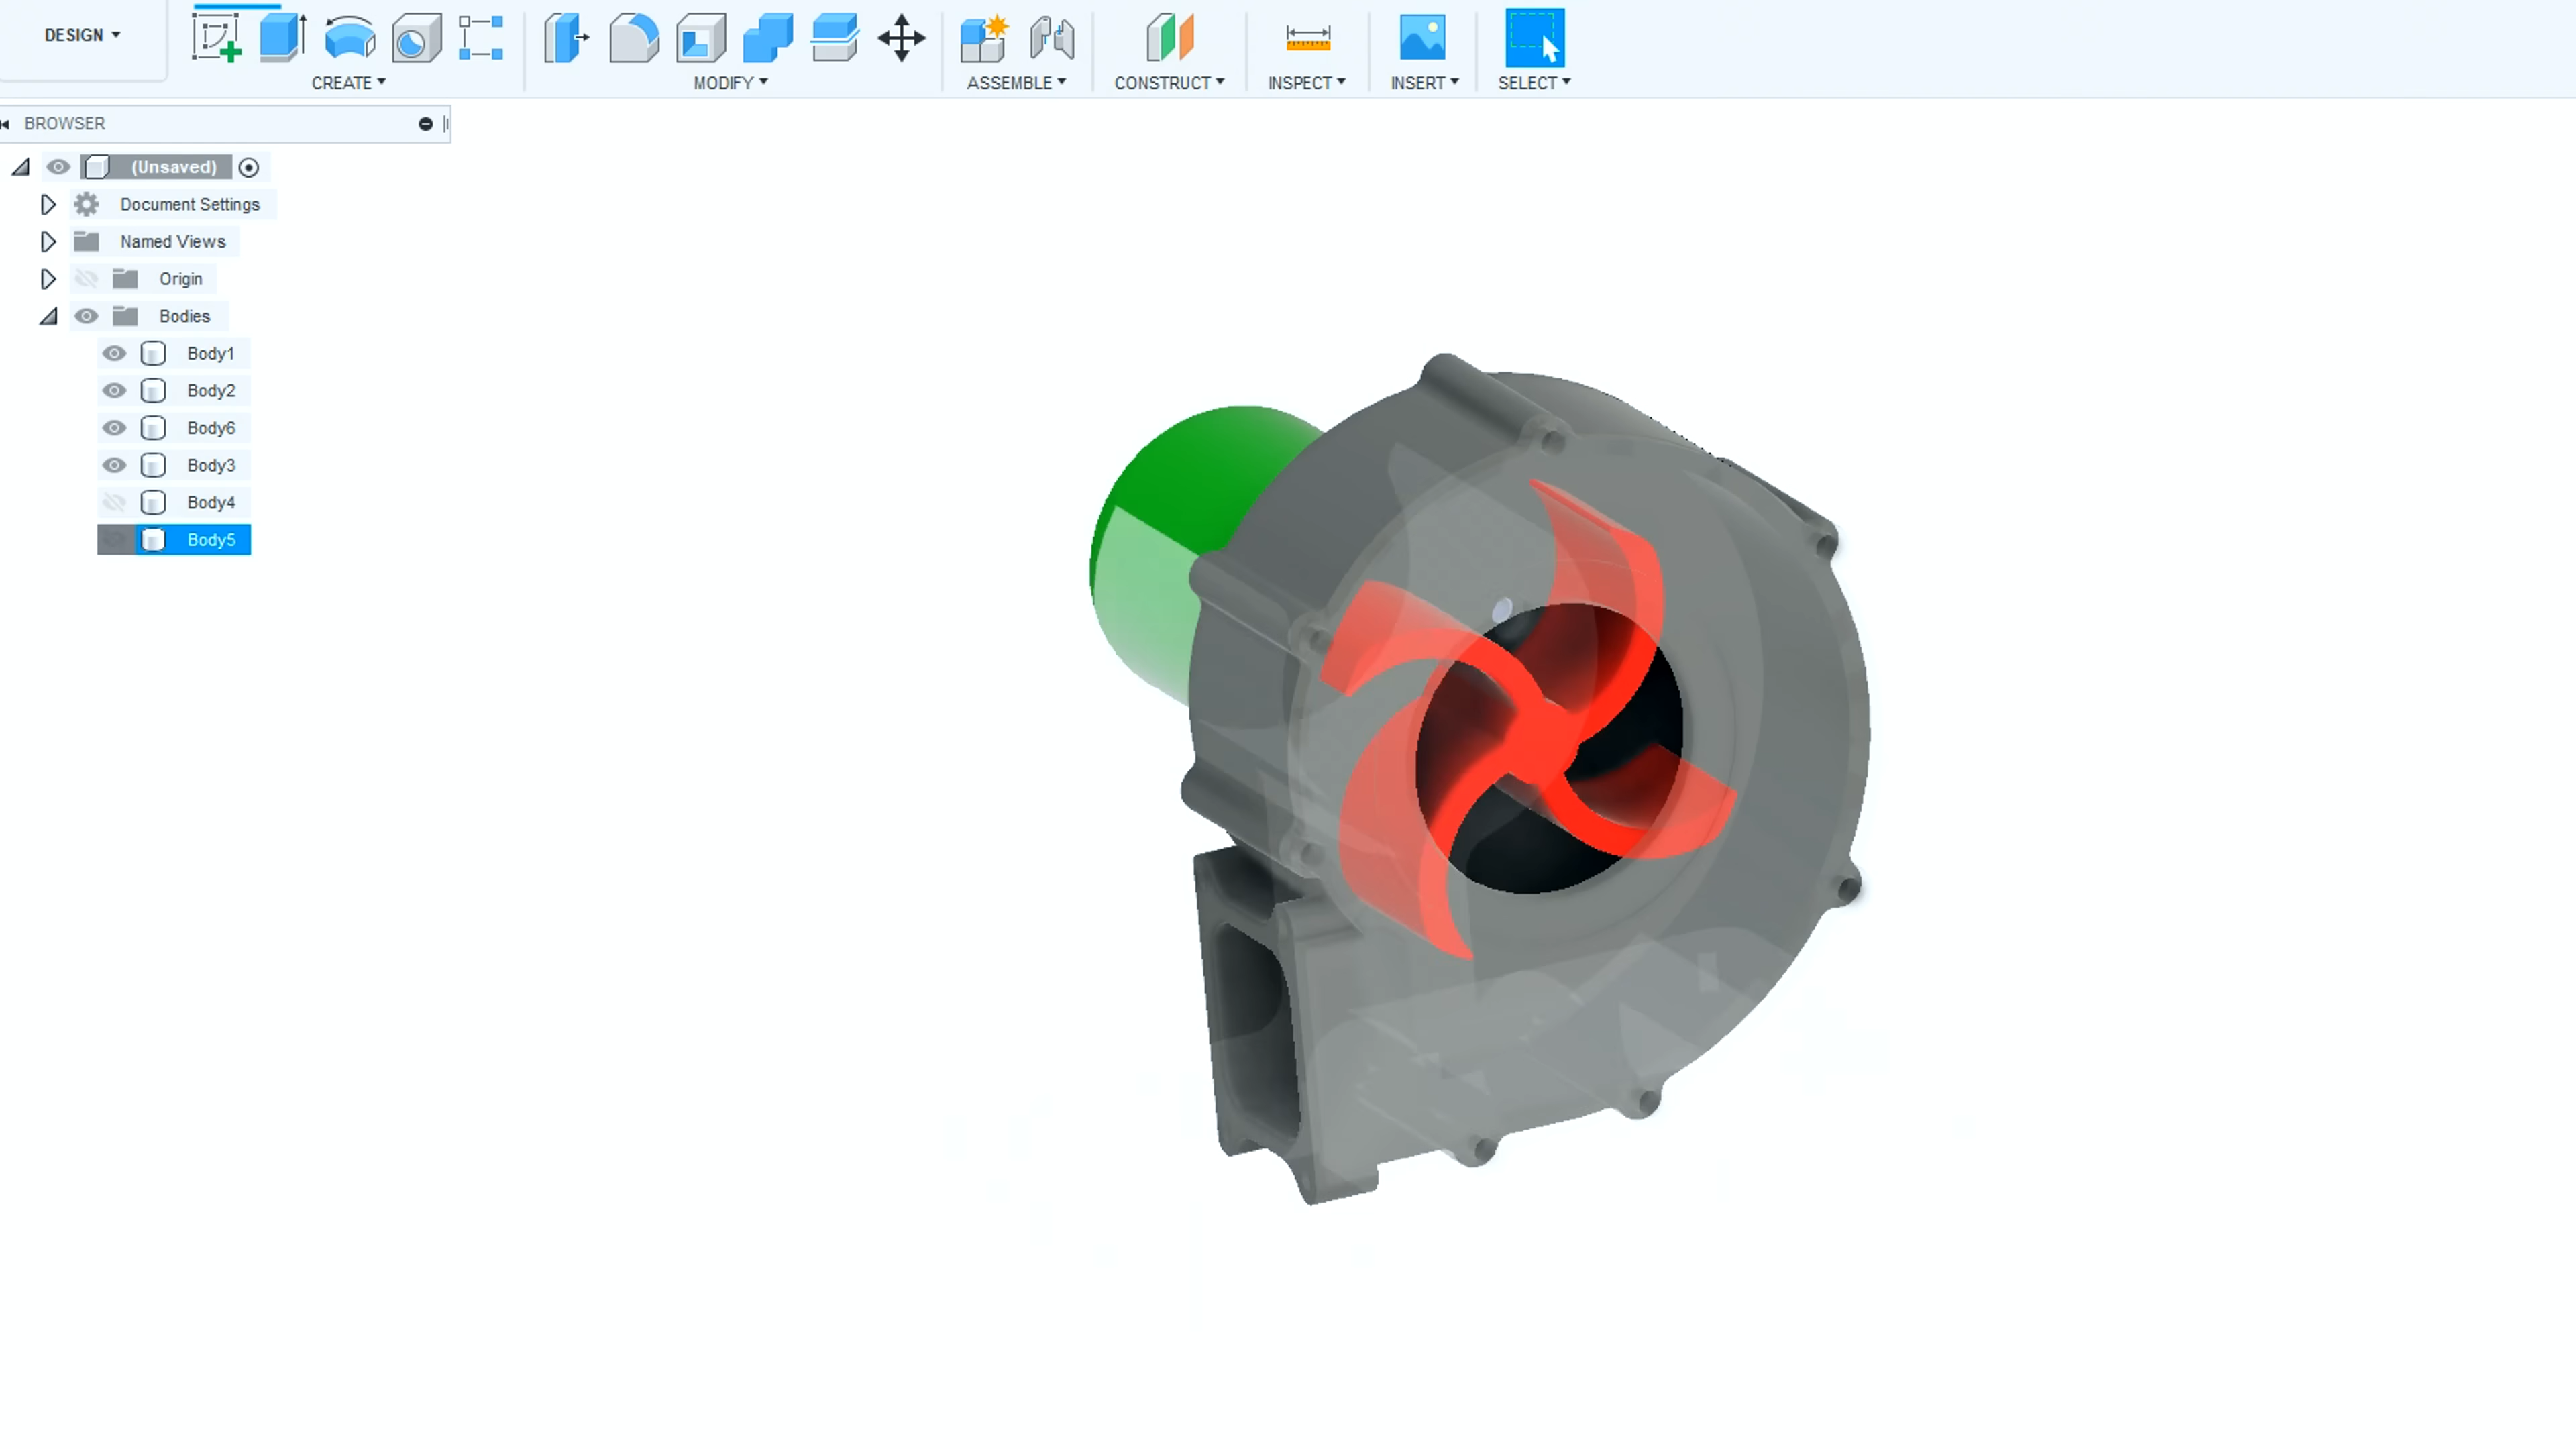 DESIGN
CREATE
MODIFY
ASSEMBLE
CONSTRUCT
INSPECT
INSERT
SELECT
BROWSER
(Unsaved)
Document Settings
Named Views
Origin
Bodies
Body1
Body2
Body6
Body3
Body4
Body5